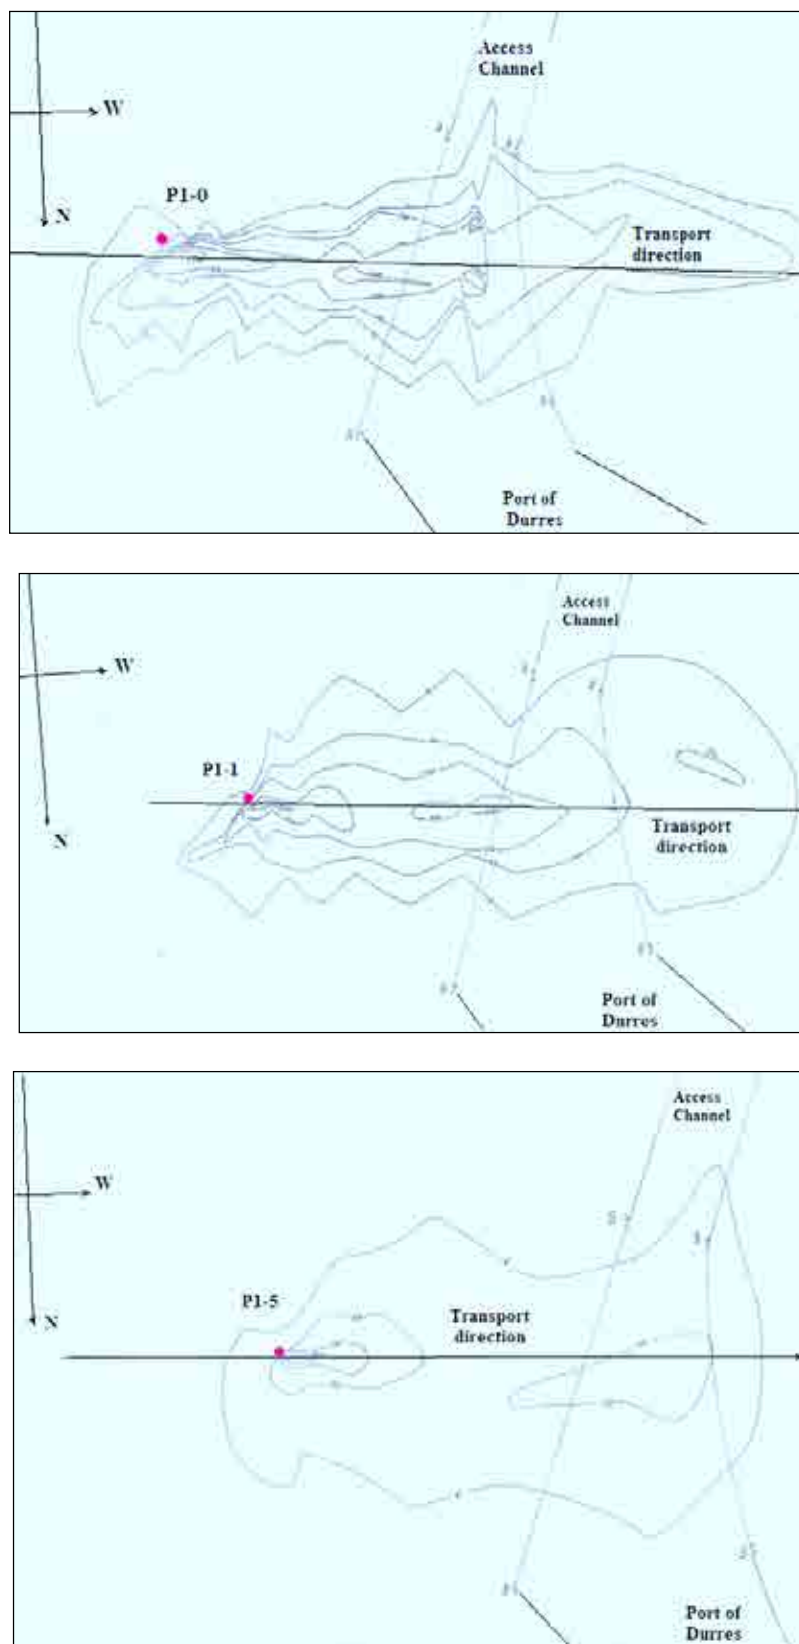 Access
Channel
W
P1-0
N
Transport
direction
Port of
Durres
Access
Channel
W
P1-1
N
Transport
direction
Port of
Durres
Access
Channel
W
P1-5
N
Transport
direction
Port of
Durres